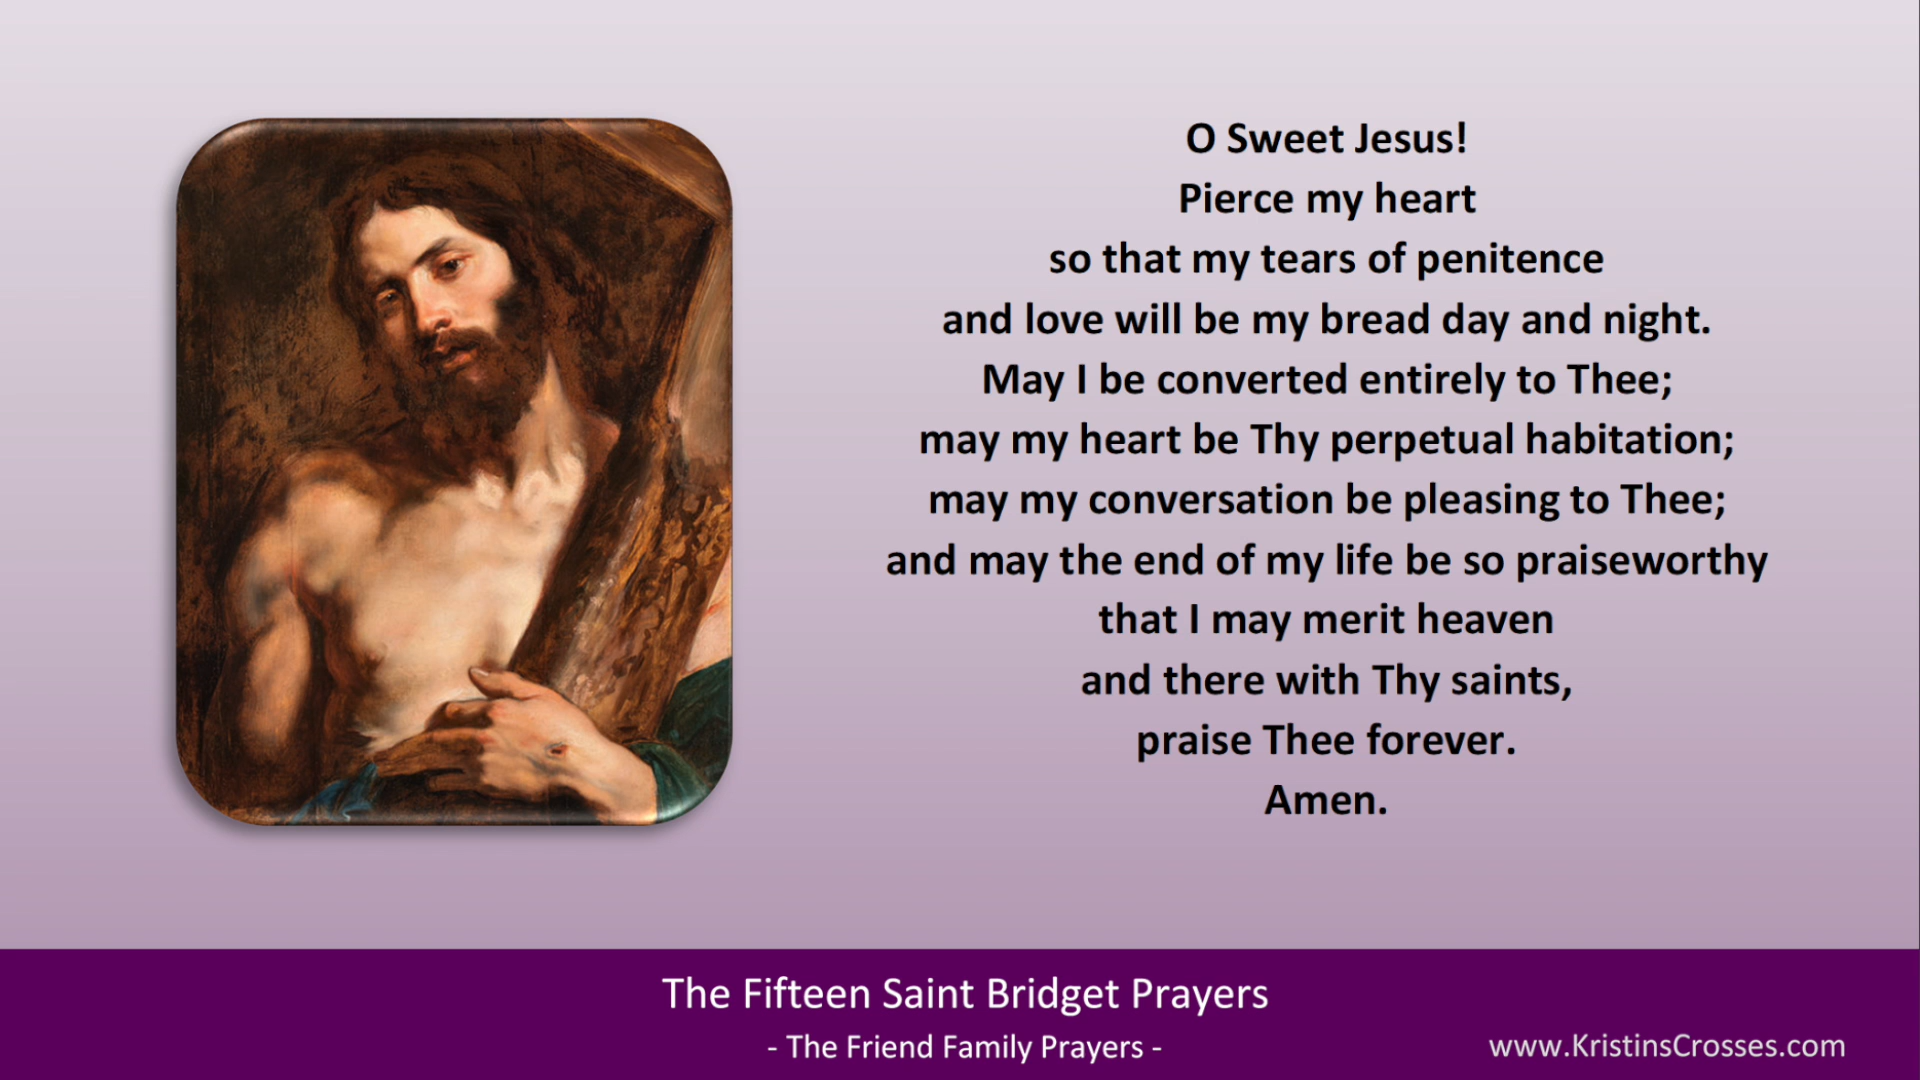 O Sweet Jesus!
Pierce my heart
so that my tears of penitence
and love will be my bread day and night.
May I be converted entirely to Thee;
may my heart be Thy perpetual habitation;
may my conversation be pleasing to Thee;
and may the end of my life be so praiseworthy
that I may merit heaven
and there with Thy saints,
praise Thee forever.
Amen.
The Fifteen Saint Bridget Prayers
- The Friend Family Prayers -
www.KristinsCrosses.com